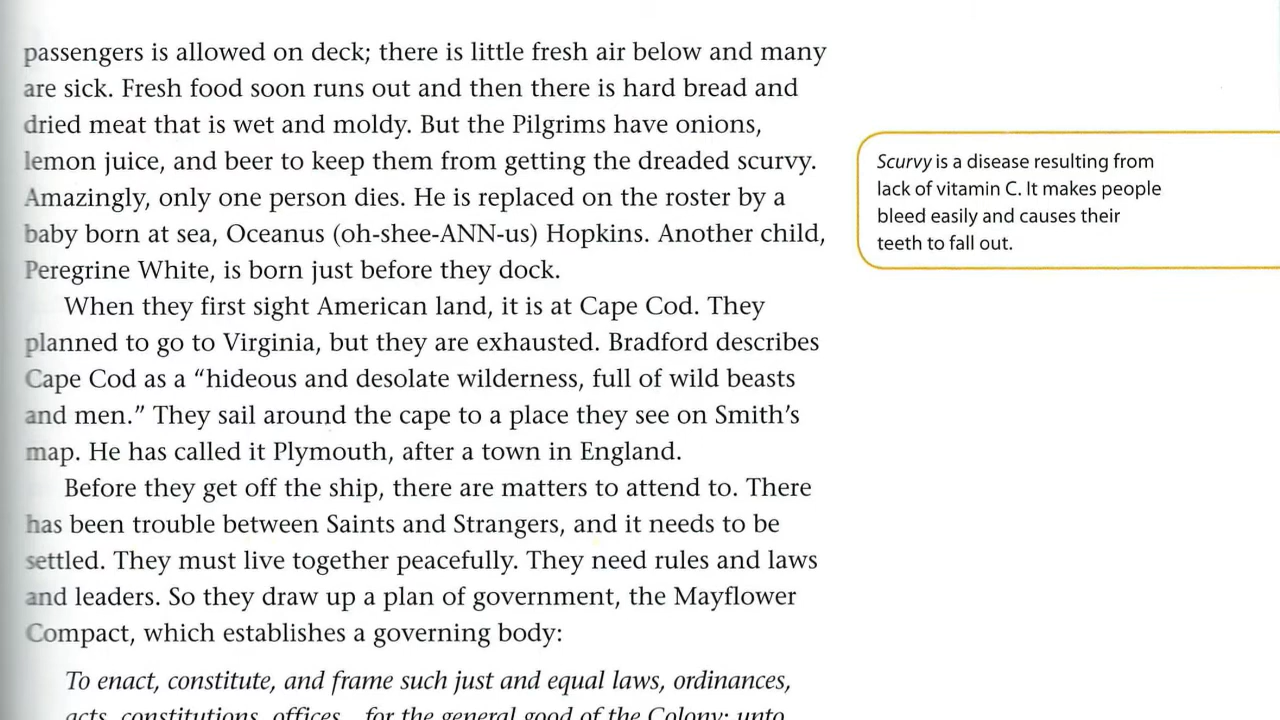 passengers is allowed on deck; there is little fresh air below and many
are sick. Fresh food soon runs out and then there is hard bread and
dried meat that is wet and moldy. But the Pilgrims have onions,
lemon juice, and beer to keep them from getting the dreaded scurvy.
Amazingly, only one person dies. He is replaced on the roster by a
baby born at sea, Oceanus (oh-shee-ANN-us) Hopkins. Another child,
Peregrine White, is born just before they dock.
When they first sight American land, it is at Cape Cod. They
planned to go to Virginia, but they are exhausted. Bradford describes
Cape Cod as a “hideous and desolate wilderness, full of wild beasts
and men.” They sail around the cape to a place they see on Smith’s
map. He has called it Plymouth, after a town in England.
Before they get off the ship, there are matters to attend to. There
has been trouble between Saints and Strangers, and it needs to be
settled. They must live together peacefully. They need rules and laws
and leaders. So they draw up a plan of government, the Mayflower
Compact, which establishes a governing body:
To enact, constitute, and frame such just and equal laws, ordinances,
acts, constitutions, offices for the general good of the Colony: unto
Scurvy is a disease resulting from
lack of vitamin C. It makes people
bleed easily and causes their
teeth to fall out.